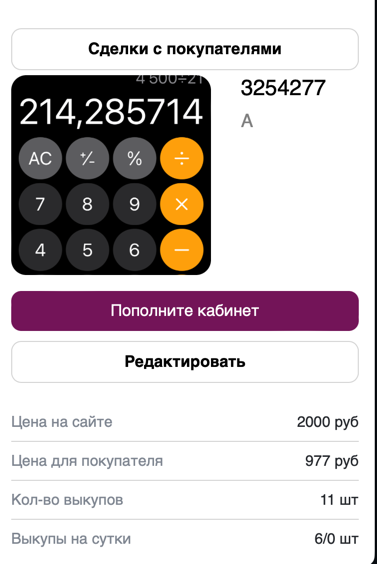 Сделки с покупателями
4 500÷21
214,285714
3254277
А
AC +/− % ÷
7 8 9 ×
4 5 6 −
Пополните кабинет
Редактировать
Цена на сайте 2000 руб
Цена для покупателя 977 руб
Кол-во выкупов 11 шт
Выкупы на сутки 6/0 шт